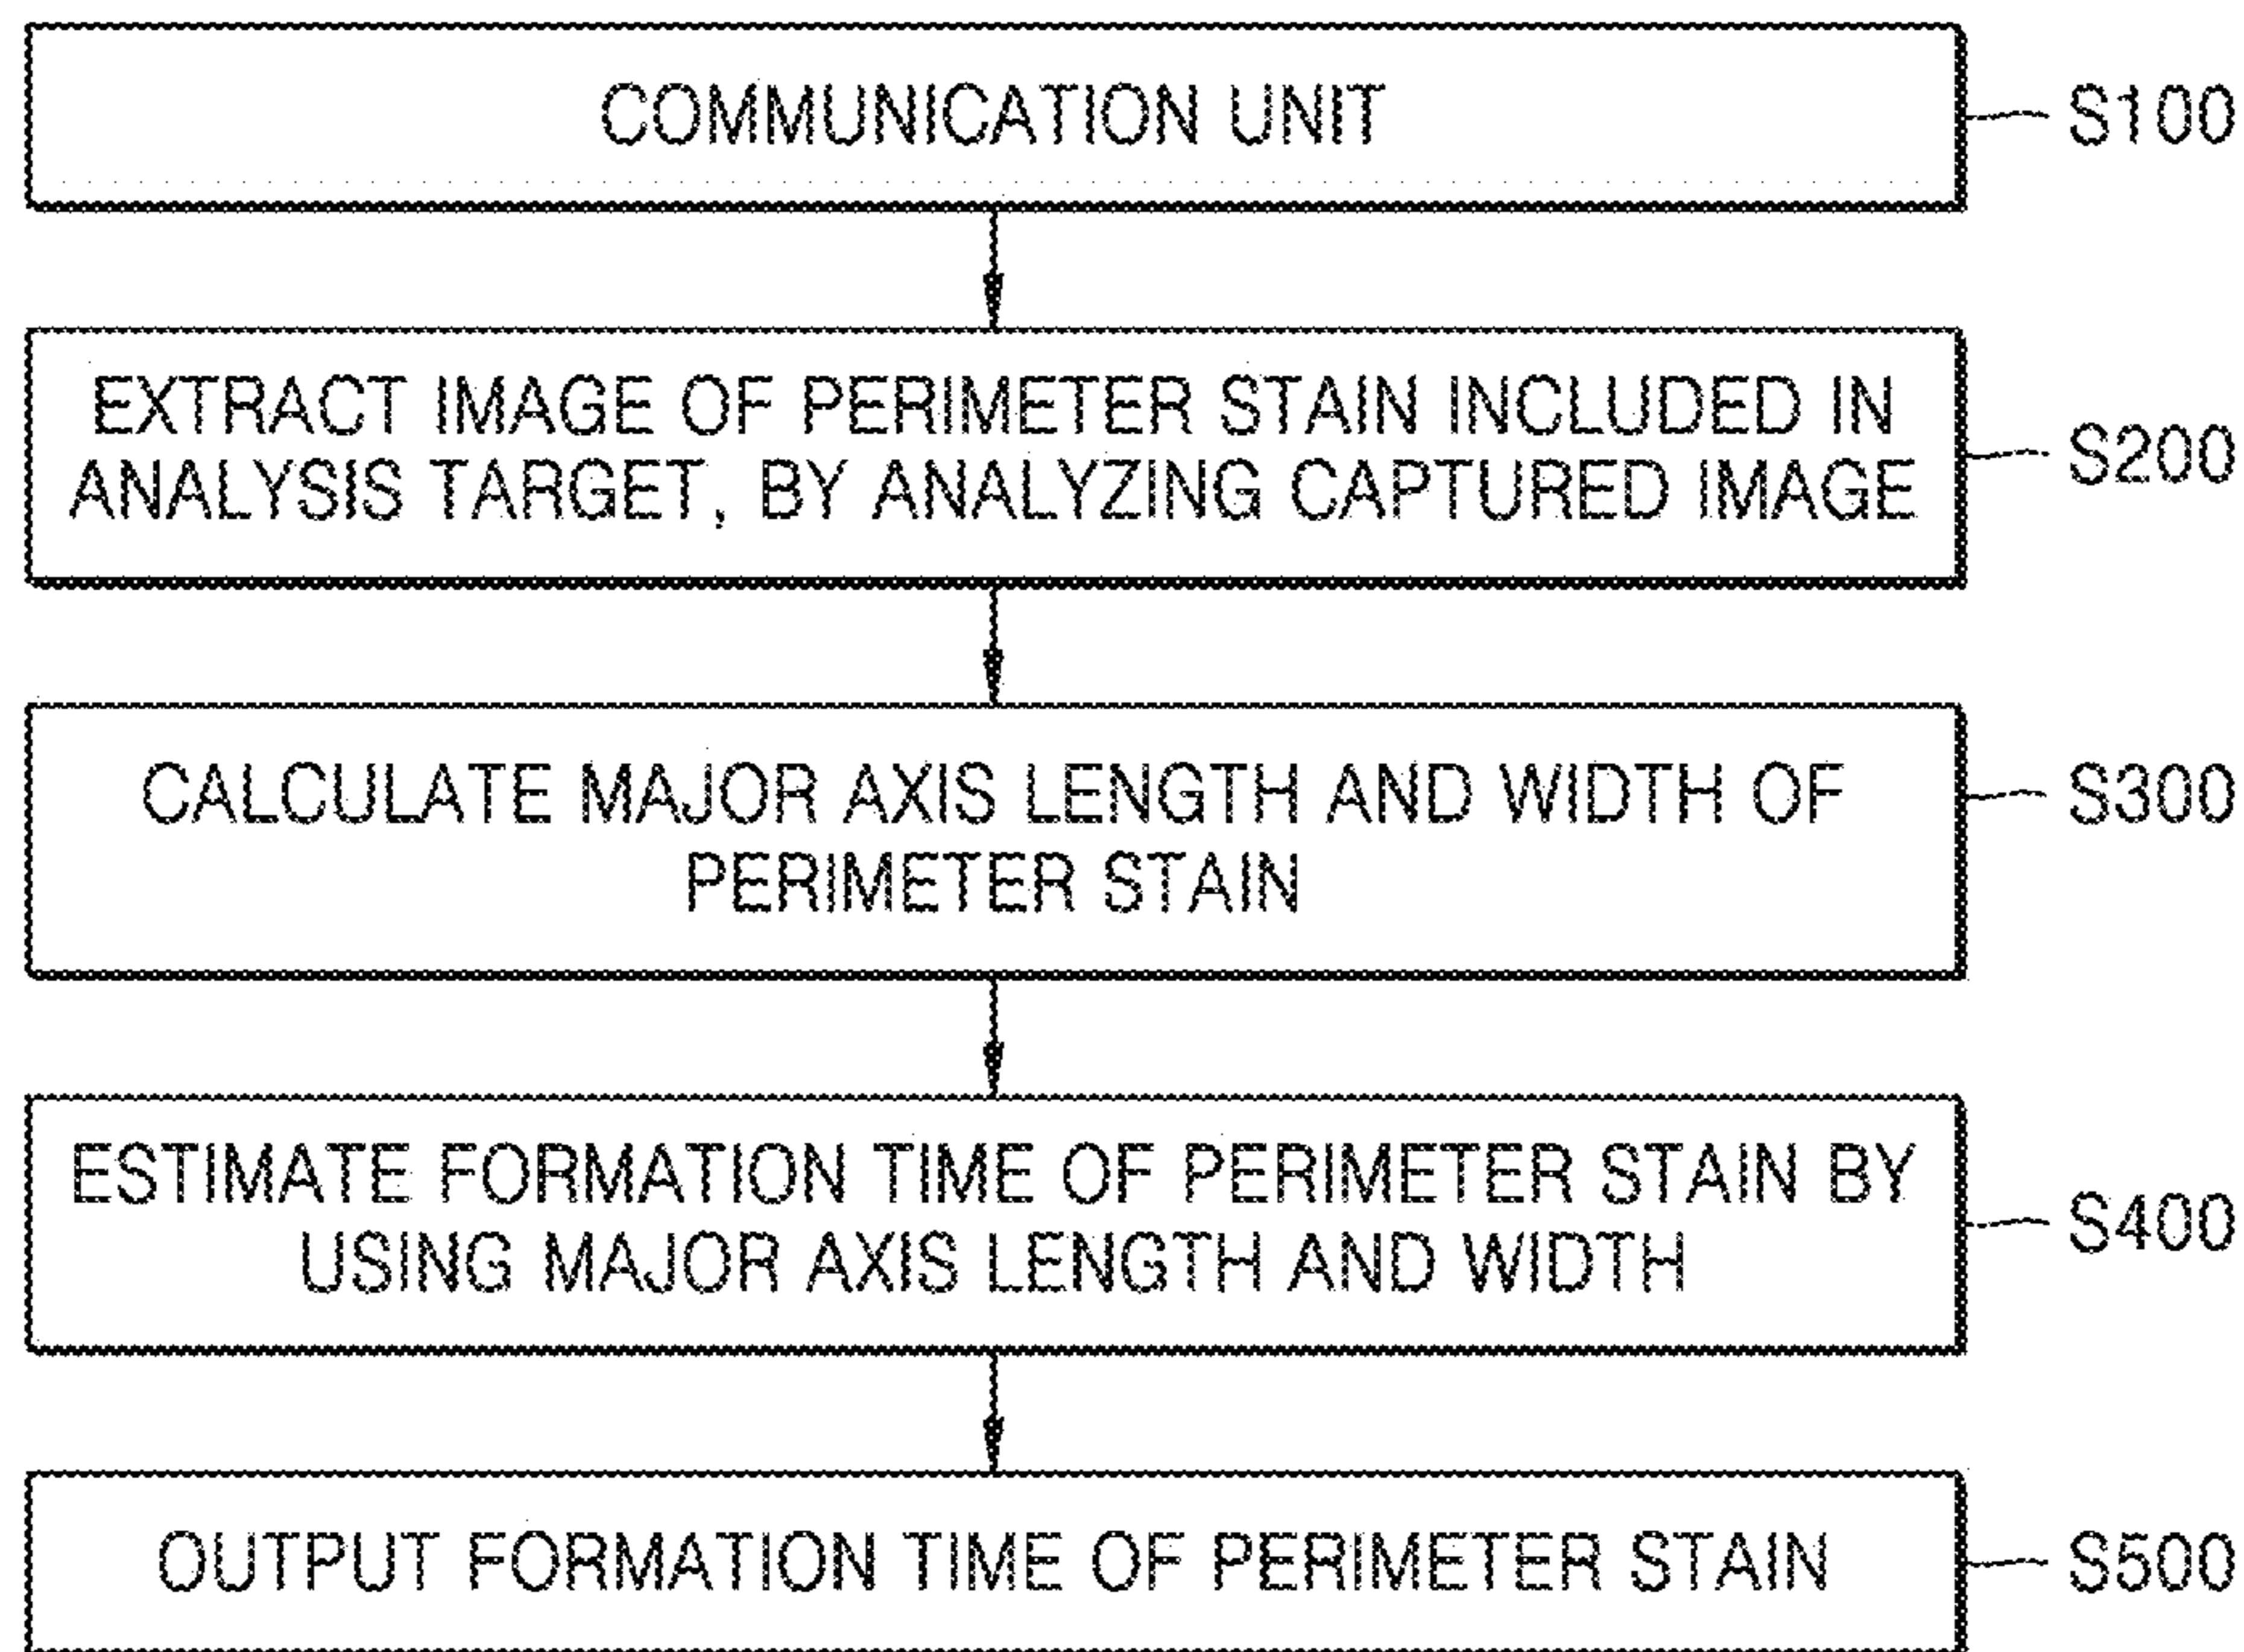 COMMUNICATION UNIT
S100
EXTRACT IMAGE OF PERIMETER STAIN INCLUDED IN
ANALYSIS TARGET, BY ANALYZING CAPTURED IMAGE
S200
CALCULATE MAJOR AXIS LENGTH AND WIDTH OF
PERIMETER STAIN
S300
ESTIMATE FORMATION TIME OF PERIMETER STAIN BY
USING MAJOR AXIS LENGTH AND WIDTH
S400
OUTPUT FORMATION TIME OF PERIMETER STAIN
S500